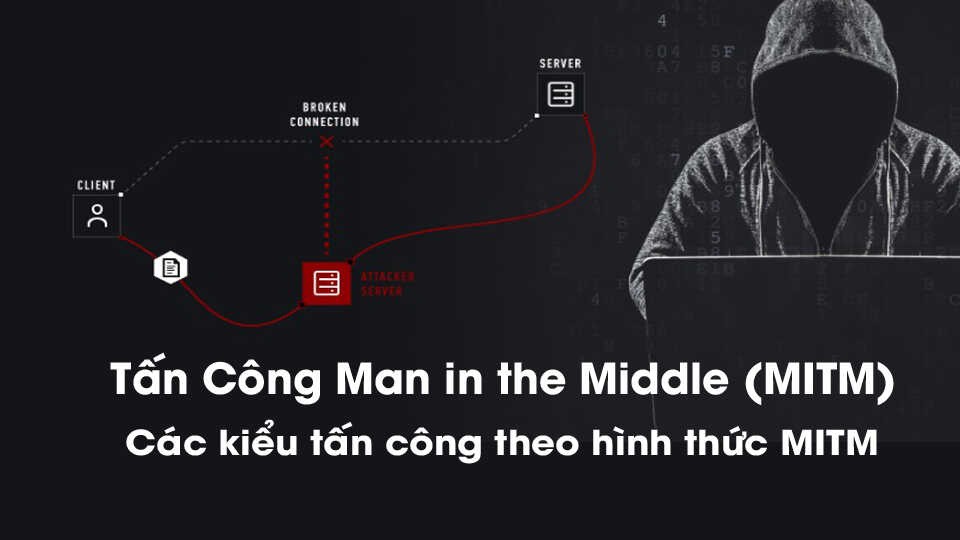 SERVER
BROKEN
CONNECTION
CLIENT
ATTACKER
SERVER
Tấn Công Man in the Middle (MITM)
Các kiểu tấn công theo hình thức MITM